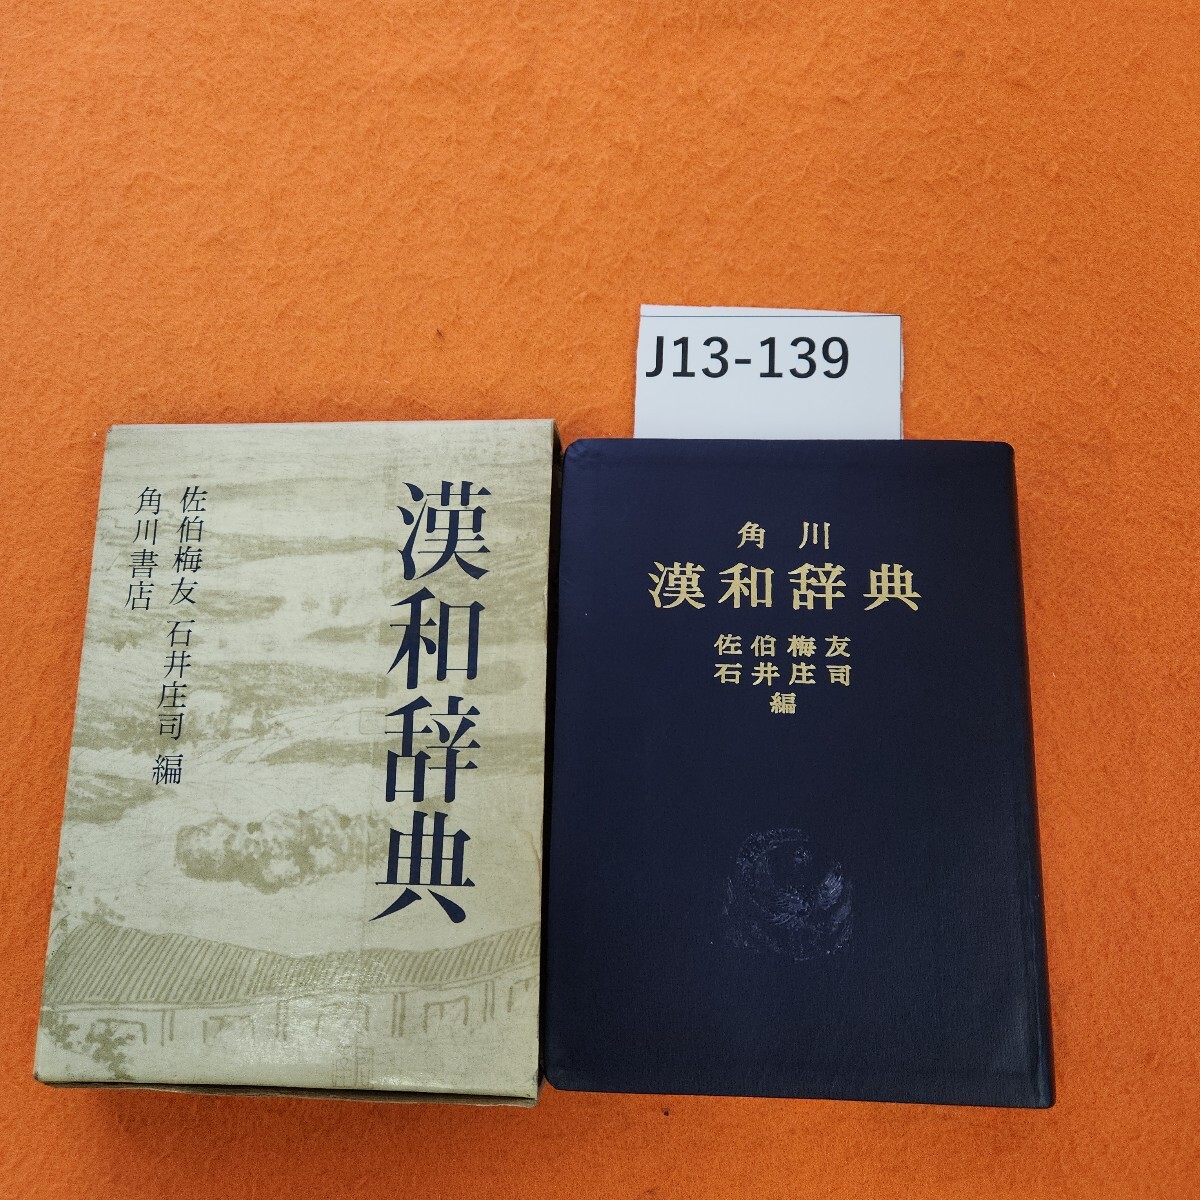 J13-139
漢和辞典
佐伯梅友 石井庄司 編
角川書店
角川
漢和辞典
佐伯梅友
石井庄司
編